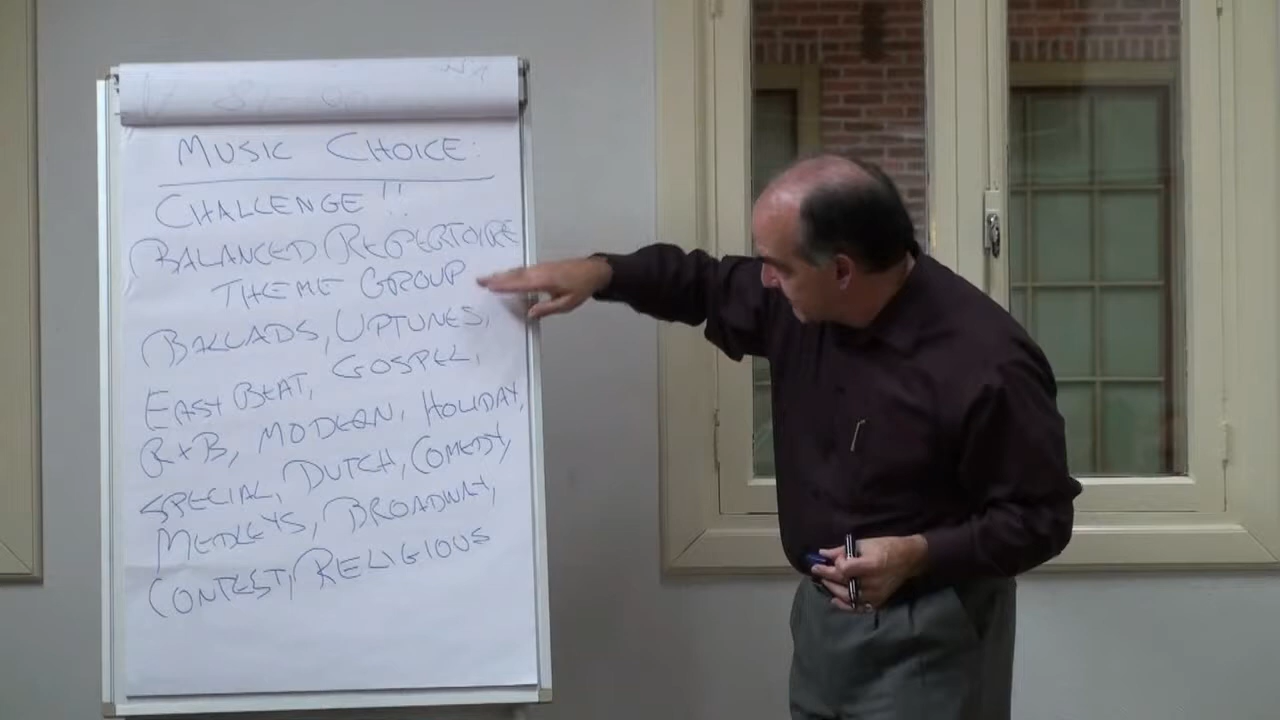 MUSIC CHOICE:
CHALLENGE!!
BALANCED REPERTOIRE
THEME GROUP
BALLADS, UPTUNES,
EASY BEAT, GOSPEL,
R+B, MODERN, HOLIDAY,
SPECIAL, DUTCH, COMEDY,
MEDLEYS, BROADWAY,
CONTEST, RELIGIOUS